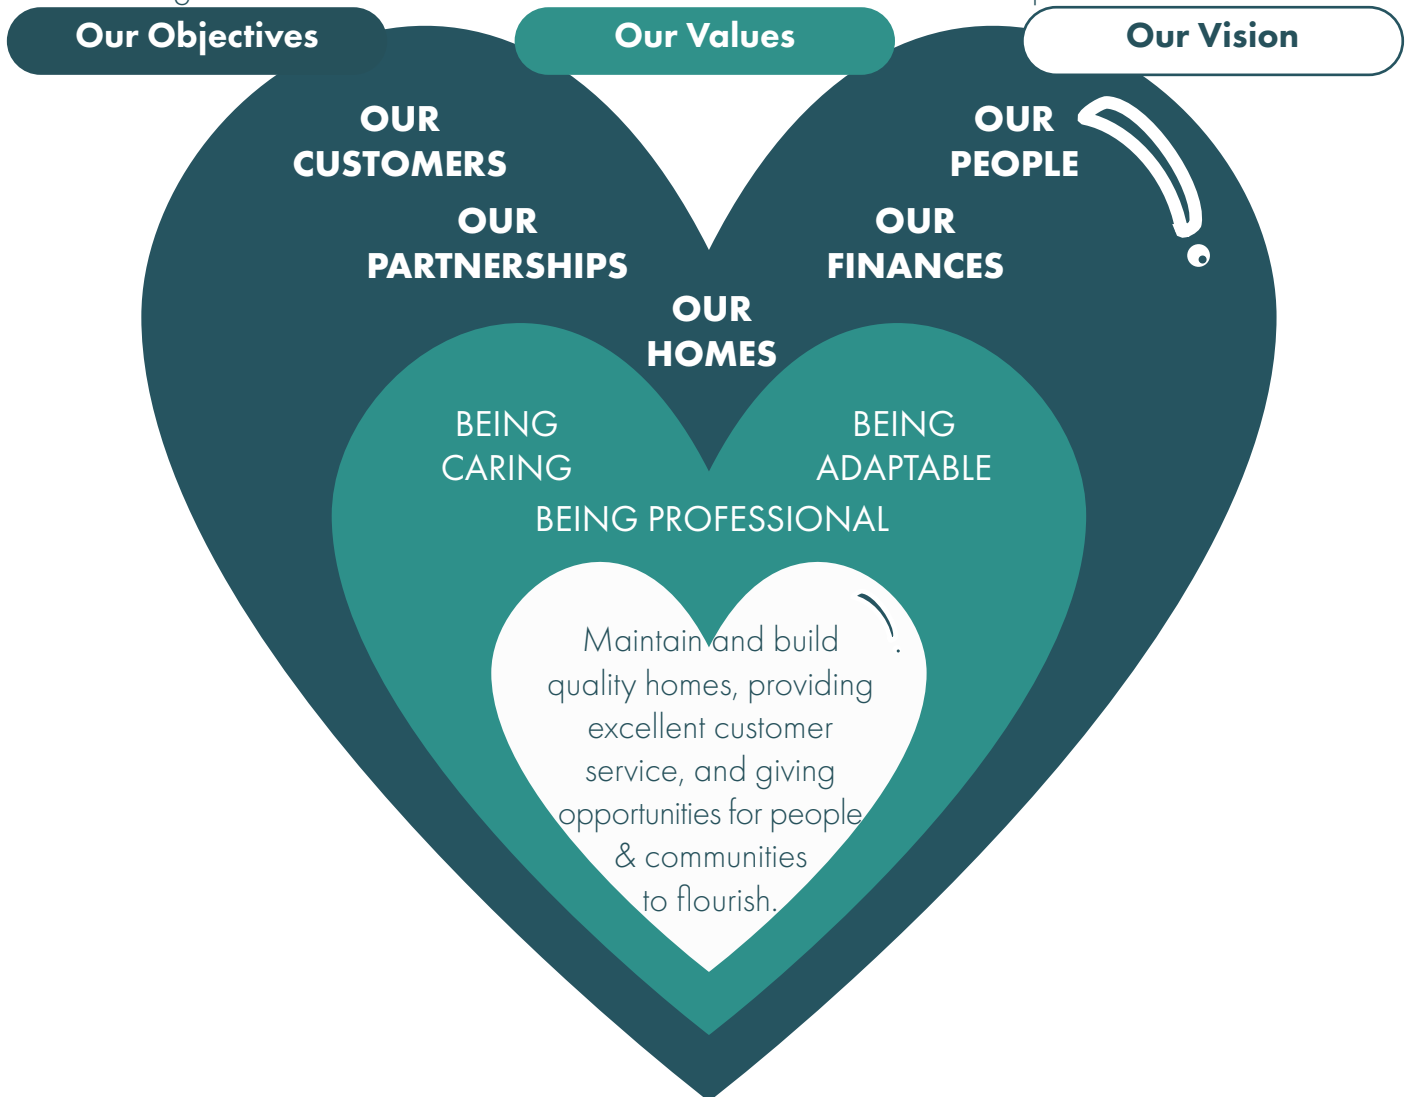 Our Objectives
Our Values
Our Vision
OUR
CUSTOMERS
OUR
PEOPLE
OUR
PARTNERSHIPS
OUR
FINANCES
OUR
HOMES
BEING
CARING
BEING
ADAPTABLE
BEING PROFESSIONAL
Maintain and build
quality homes, providing
excellent customer
service, and giving
opportunities for people
& communities
to flourish.